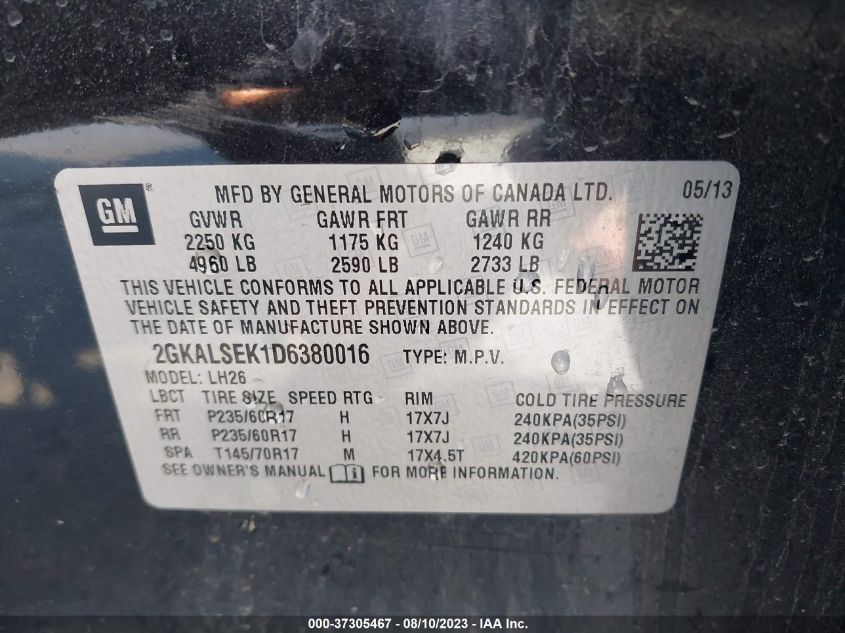 GM ® MFD BY GENERAL MOTORS OF CANADA LTD. 05/13
GVWR GAWR FRT GAWR RR
2250 KG 1175 KG 1240 KG
4960 LB 2590 LB 2733 LB
THIS VEHICLE CONFORMS TO ALL APPLICABLE U.S. FEDERAL MOTOR
VEHICLE SAFETY AND THEFT PREVENTION STANDARDS IN EFFECT ON
THE DATE OF MANUFACTURE SHOWN ABOVE.
2GKALSEK1D6380016 TYPE: M.P.V.
MODEL: LH26
LBCT TIRE SIZE SPEED RTG RIM COLD TIRE PRESSURE
FRT P235/60R17 H 17X7J 240KPA(35PSI)
RR P235/60R17 H 17X7J 240KPA(35PSI)
SPA T145/70R17 M 17X4.5T 420KPA(60PSI)
SEE OWNER'S MANUAL FOR MORE INFORMATION.
000-37305467 - 08/10/2023 - IAA Inc.